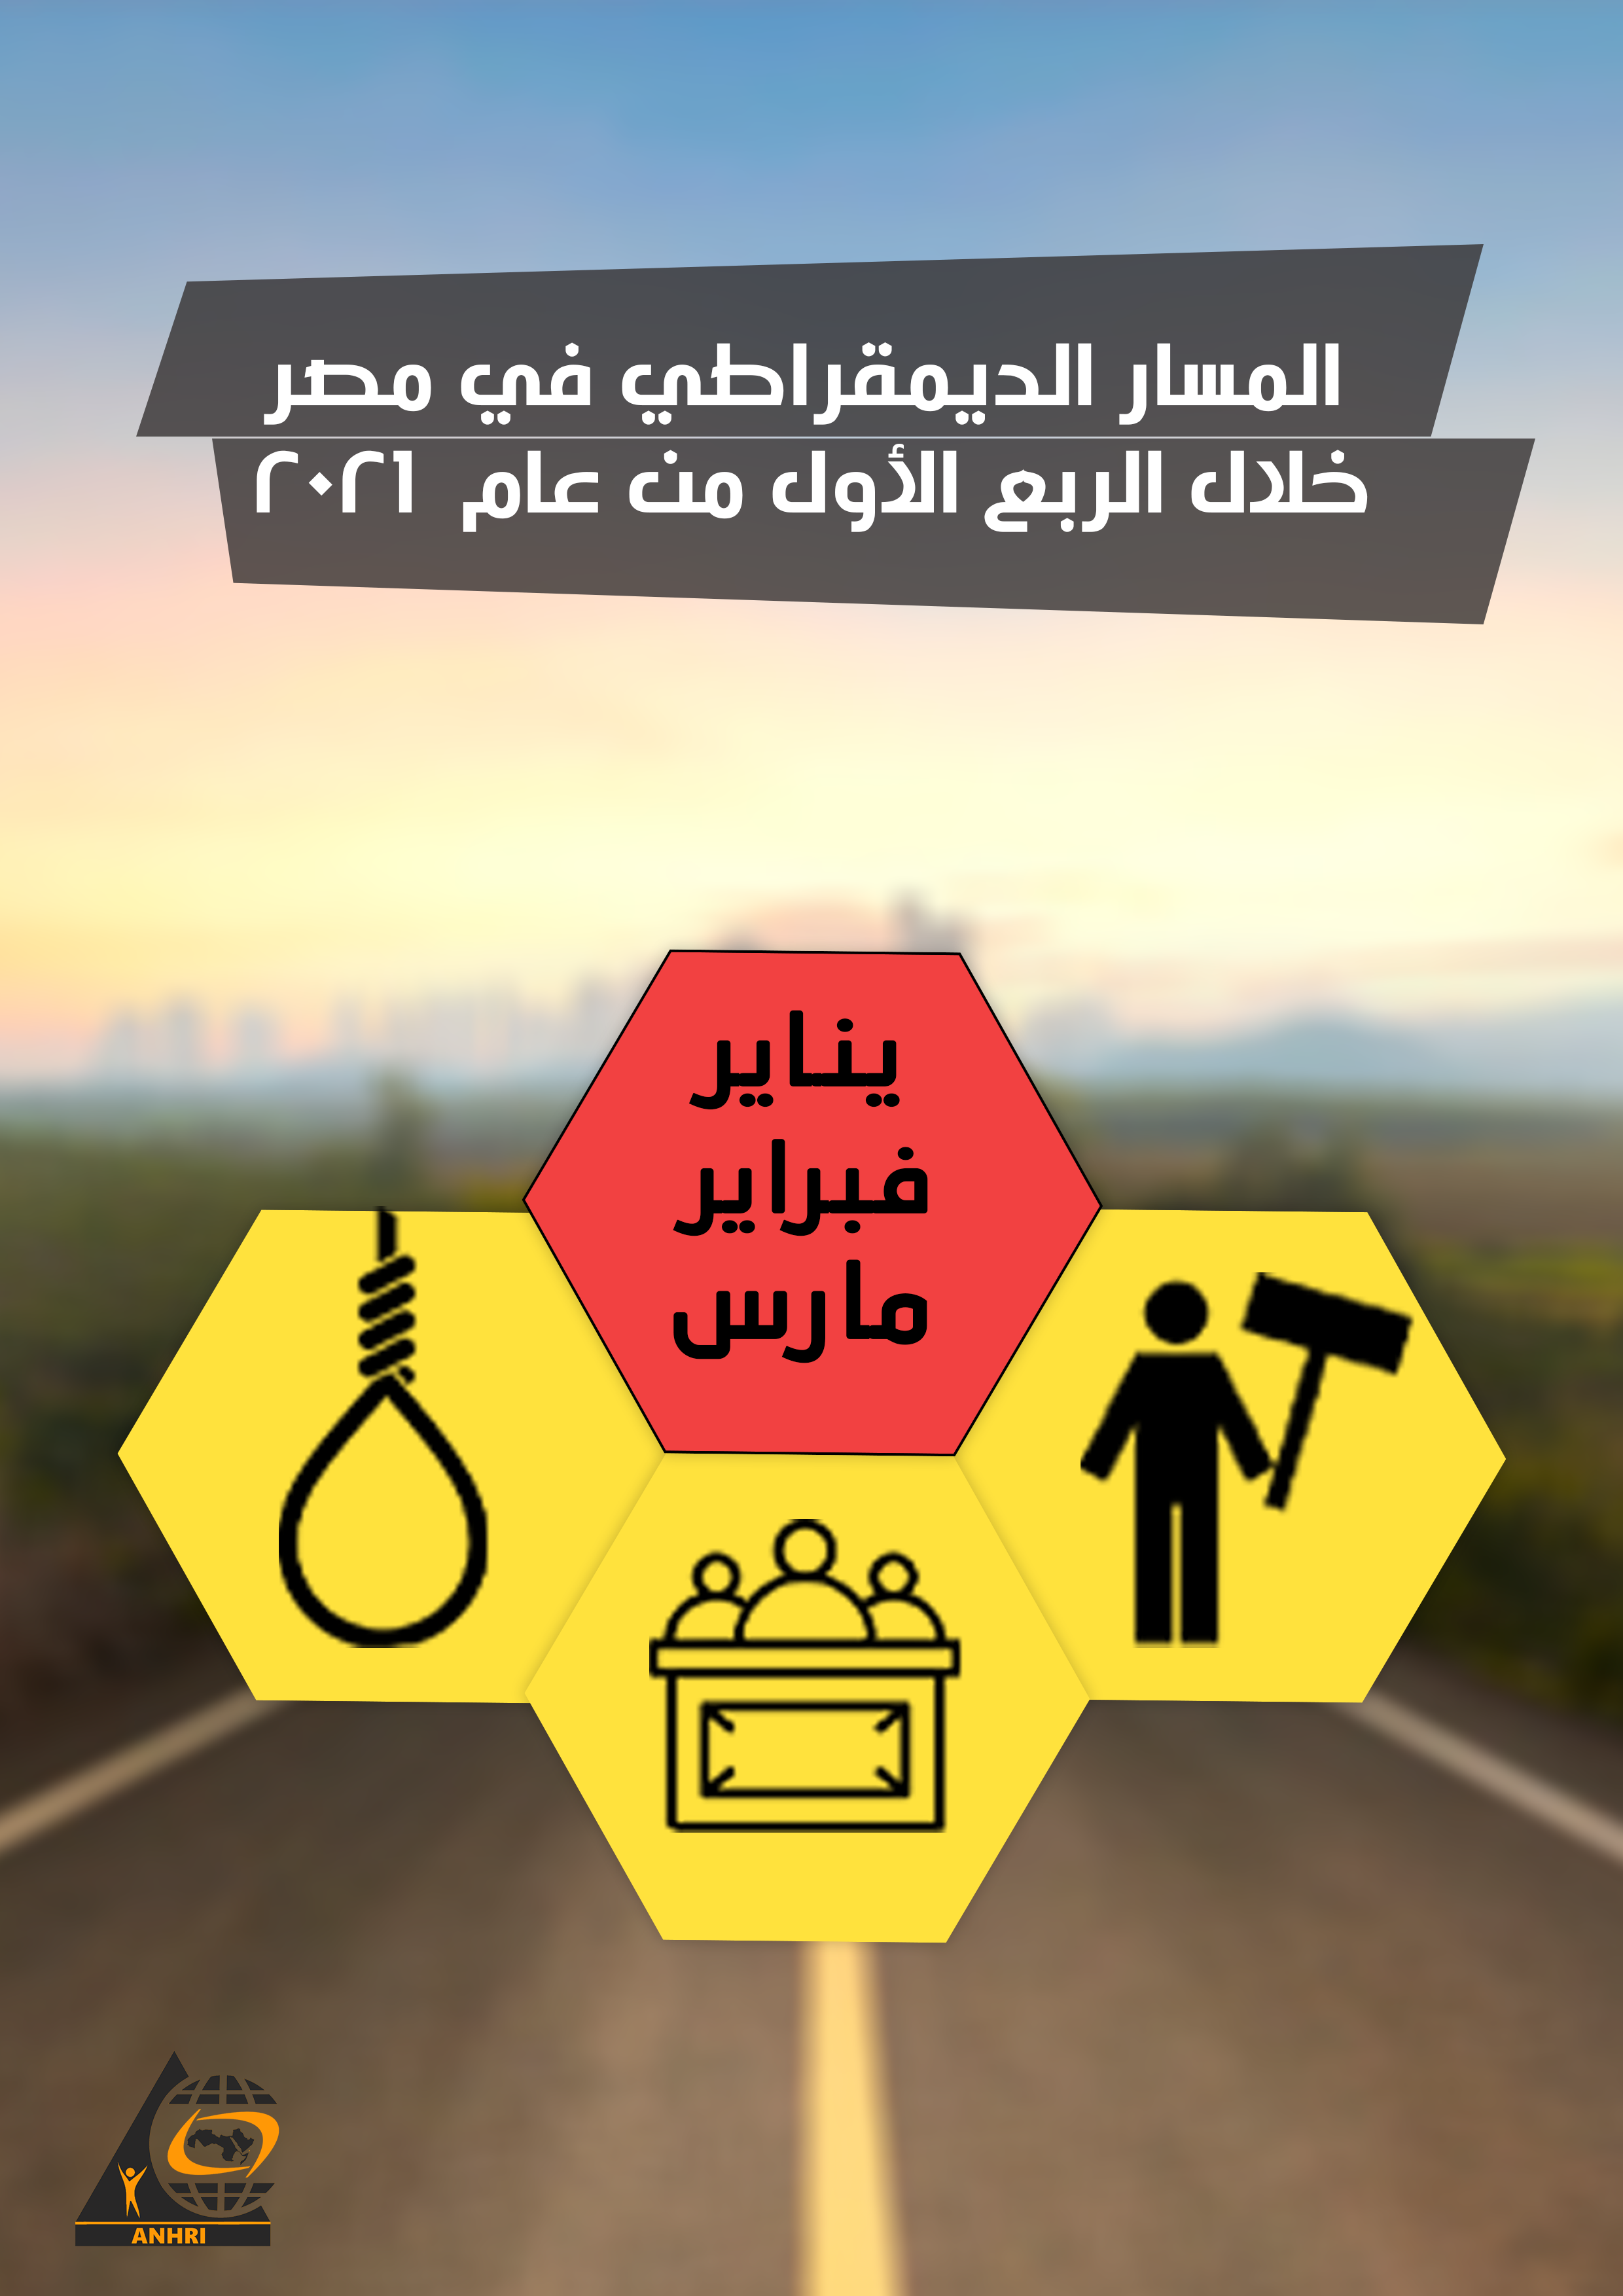 المسار الديمقراطي في مصر
خلال الربع الأول من عام ٢٠٢١
يناير
فبراير
مارس
ANHRI